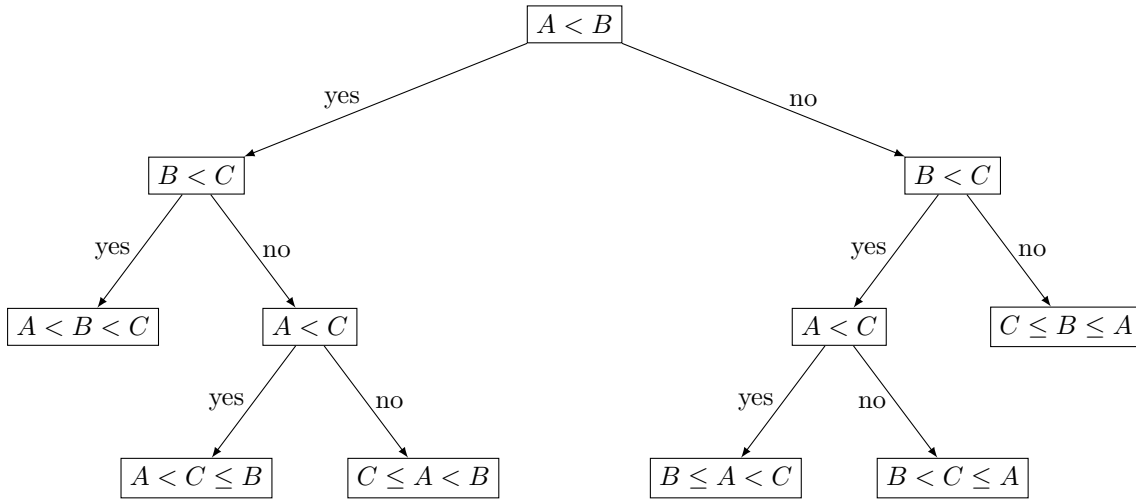 A < B
yes
no
B < C
B < C
yes
no
yes
no
A < B < C
A < C
A < C
C ≤ B ≤ A
yes
no
yes
no
A < C ≤ B
C ≤ A < B
B ≤ A < C
B < C ≤ A